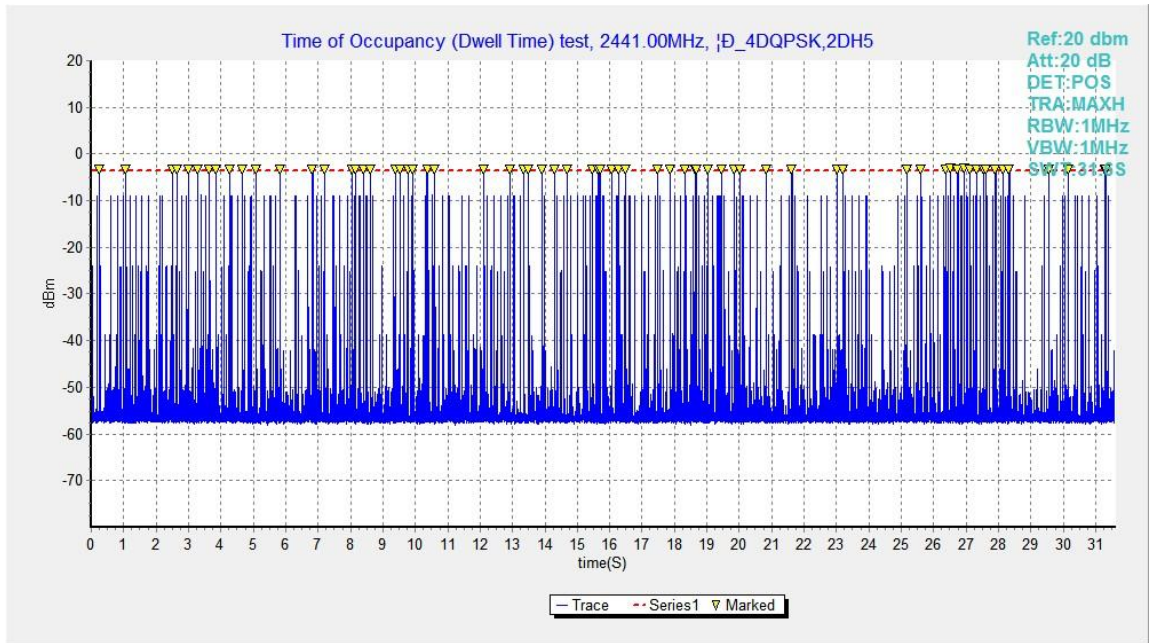 Time of Occupancy (Dwell Time) test, 2441.00MHz, ¦Ð_4DQPSK,2DH5
Ref:20 dbm
Att:20 dB
DET:POS
TRA:MAXH
RBW:1MHz
VBW:1MHz
SWT:31.6S
20
10
0
-10
-20
-30
-40
-50
-60
-70
dBm
0 1 2 3 4 5 6 7 8 9 10 11 12 13 14 15 16 17 18 19 20 21 22 23 24 25 26 27 28 29 30 31
time(S)
Trace Series1 Marked